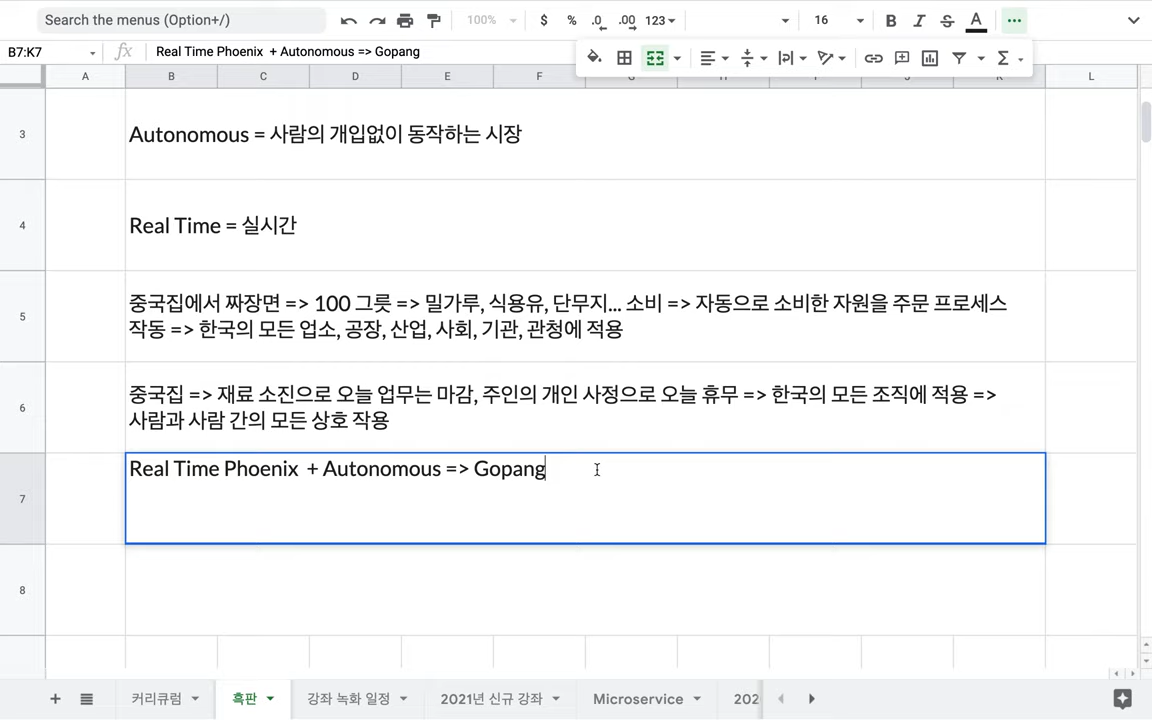 Search the menus (Option+/)
100%
$ % .0 .00 123
16
B I S A
B7:K7
fx Real Time Phoenix  + Autonomous => Gopang
A B C D E F K L
3
Autonomous = 사람의 개입없이 동작하는 시장
4
Real Time = 실시간
5
중국집에서 짜장면 => 100 그릇 => 밀가루, 식용유, 단무지... 소비 => 자동으로 소비한 자원을 주문 프로세스
작동 => 한국의 모든 업소, 공장, 산업, 사회, 기관, 관청에 적용
6
중국집 => 재료 소진으로 오늘 업무는 마감, 주인의 개인 사정으로 오늘 휴무 => 한국의 모든 조직에 적용 =>
사람과 사람 간의 모든 상호 작용
7
Real Time Phoenix  + Autonomous => Gopang
8
커리큐럼 흑판 강좌 녹화 일정 2021년 신규 강좌 Microservice 202